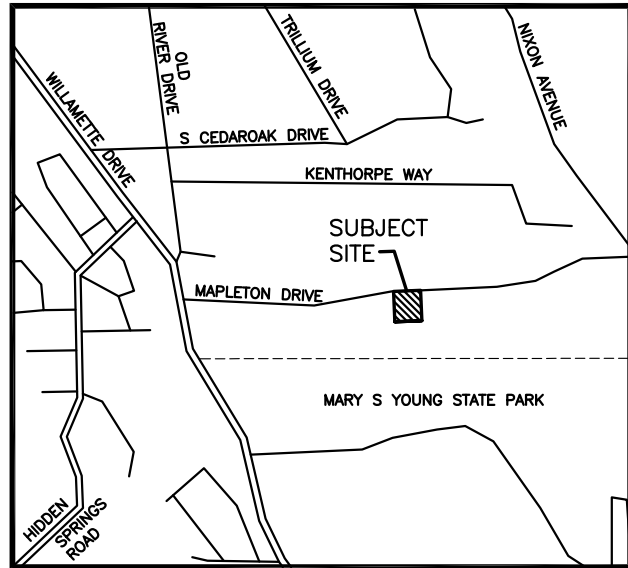 OLD
RIVER DRIVE
TRILLIUM DRIVE
NIXON AVENUE
WILLAMETTE DRIVE
S CEDAROAK DRIVE
KENTHORPE WAY
SUBJECT
SITE
MAPLETON DRIVE
MARY S YOUNG STATE PARK
HIDDEN
SPRINGS
ROAD